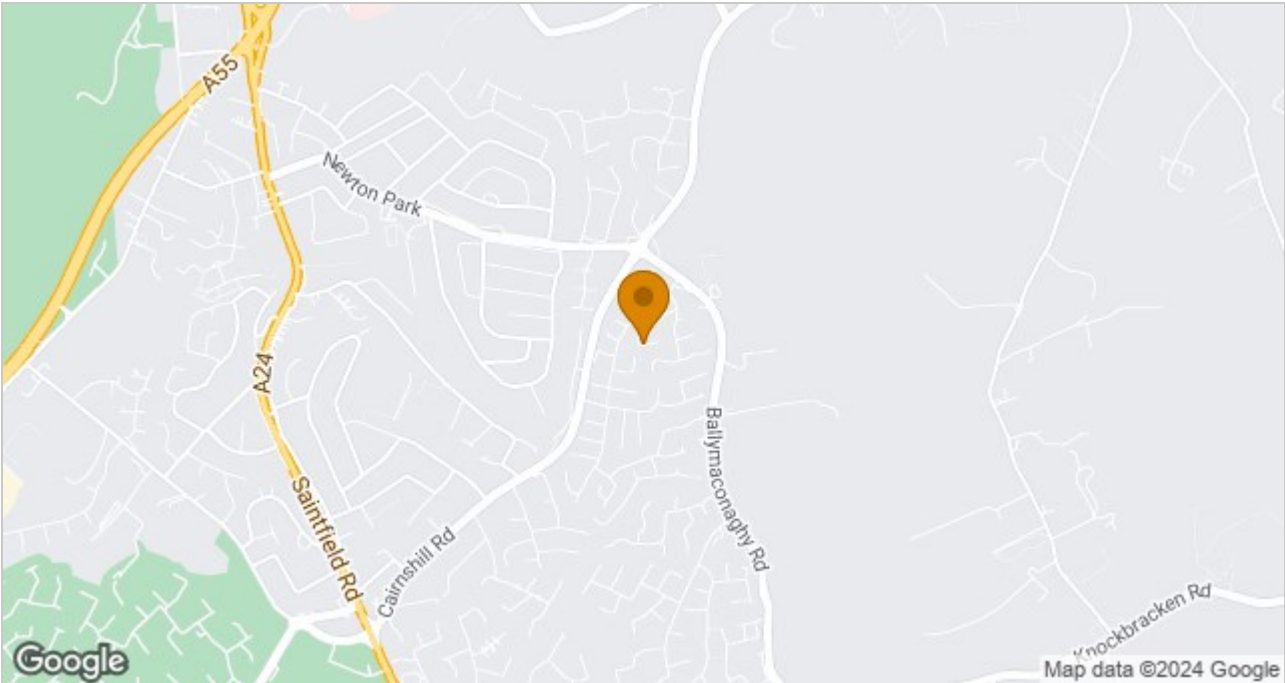 A55
Newton Park
A24
Saintfield Rd
Cairnshill Rd
Ballymaconaghy Rd
Knockbracken Rd
Google
Map data ©2024 Google